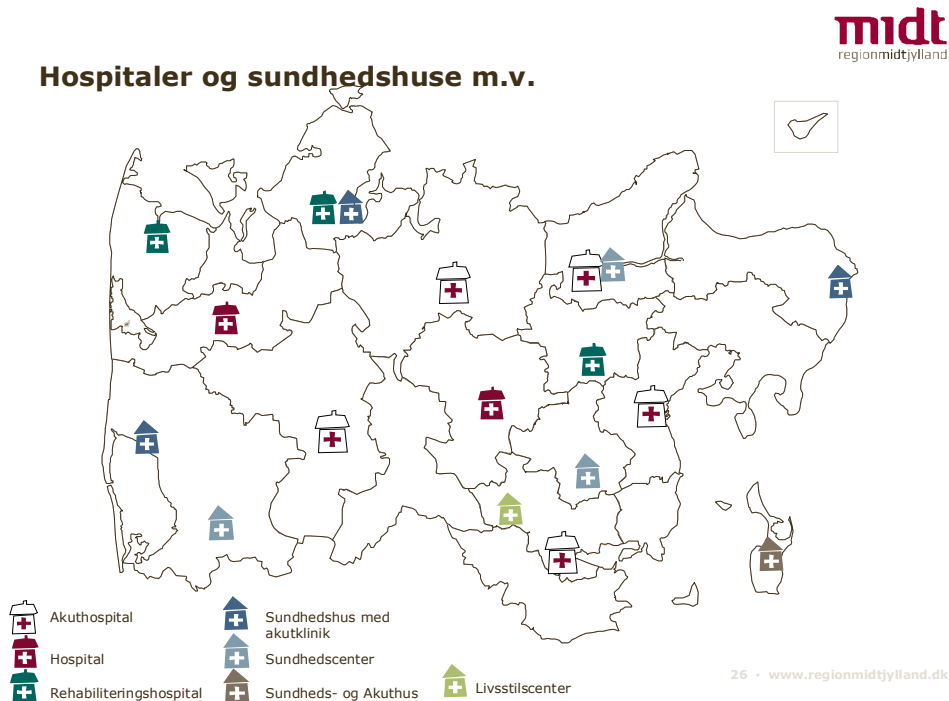 midt
regionmidtjylland
Hospitaler og sundhedshuse m.v.
Akuthospital
Hospital
Rehabiliteringshospital
Sundhedshus med
akutklinik
Sundhedscenter
Sundheds- og Akuthus
Livsstilscenter
26 ▪ www.regionmidtjylland.dk